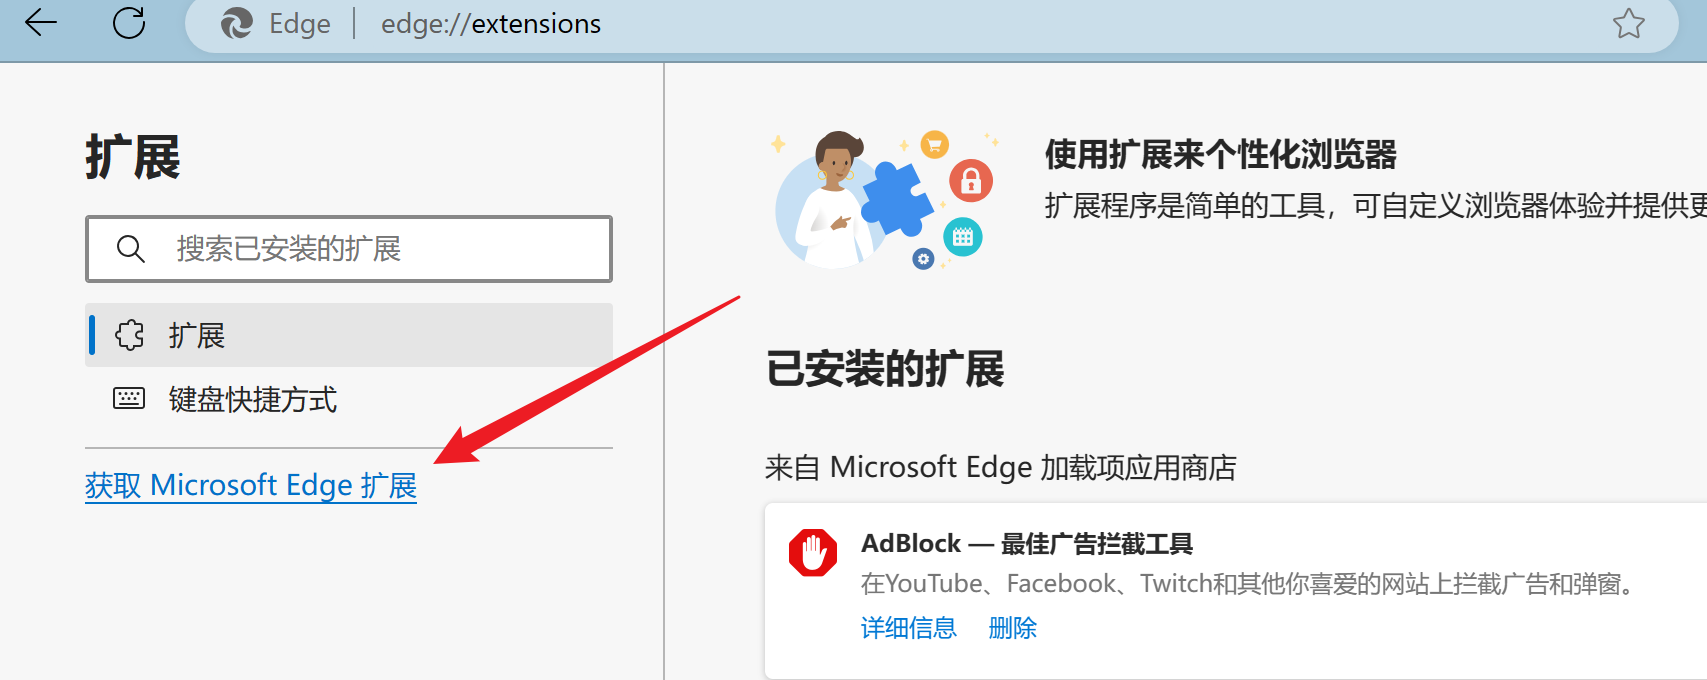 Edge
edge://extensions
扩展
搜索已安装的扩展
扩展
键盘快捷方式
获取 Microsoft Edge 扩展
使用扩展来个性化浏览器
扩展程序是简单的工具，可自定义浏览器体验并提供更
已安装的扩展
来自 Microsoft Edge 加载项应用商店
AdBlock — 最佳广告拦截工具
在YouTube、Facebook、Twitch和其他你喜爱的网站上拦截广告和弹窗。
详细信息 删除